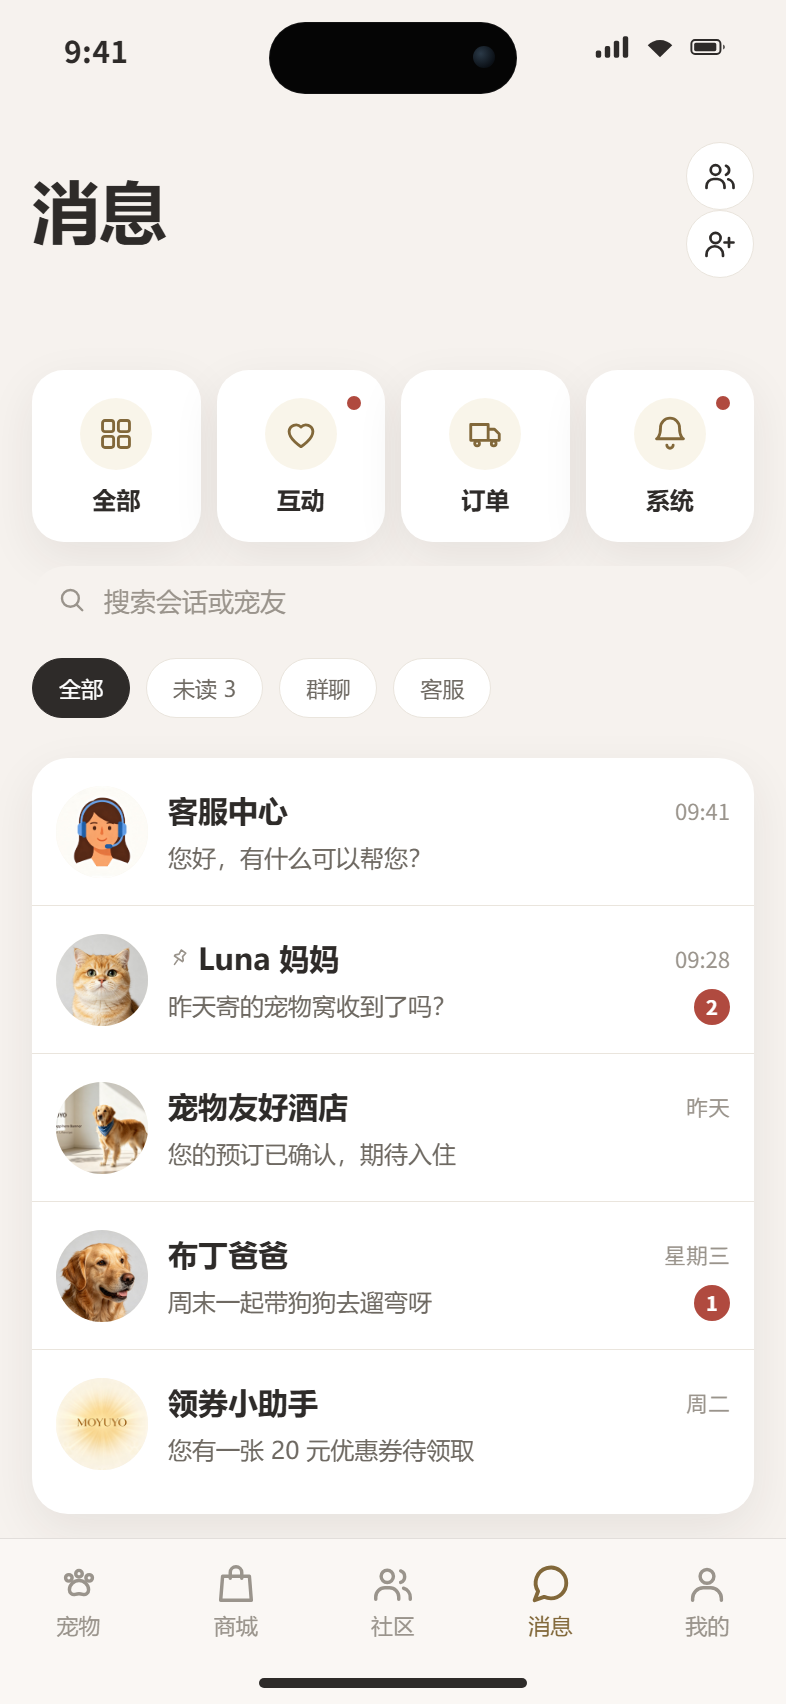 9:41
消息
全部
互动
订单
系统
搜索会话或宠友
全部
未读 3
群聊
客服
客服中心
09:41
您好，有什么可以帮您？
Luna 妈妈
09:28
昨天寄的宠物窝收到了吗？
2
宠物友好酒店
昨天
您的预订已确认，期待入住
布丁爸爸
星期三
周末一起带狗狗去遛弯呀
1
MOYUYO
领券小助手
周二
您有一张 20 元优惠券待领取
宠物
商城
社区
消息
我的